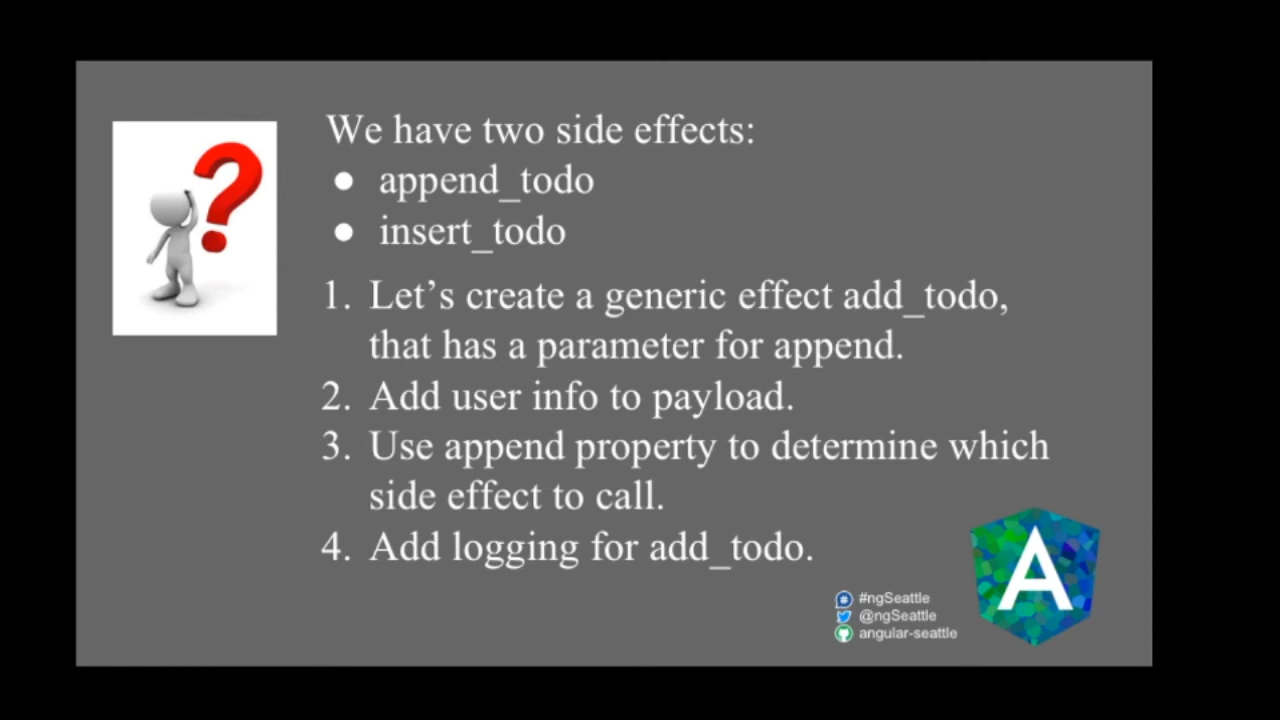 We have two side effects:
● append_todo
● insert_todo
1. Let’s create a generic effect add_todo,
that has a parameter for append.
2. Add user info to payload.
3. Use append property to determine which
side effect to call.
4. Add logging for add_todo.
#ngSeattle
@ngSeattle
angular-seattle
A